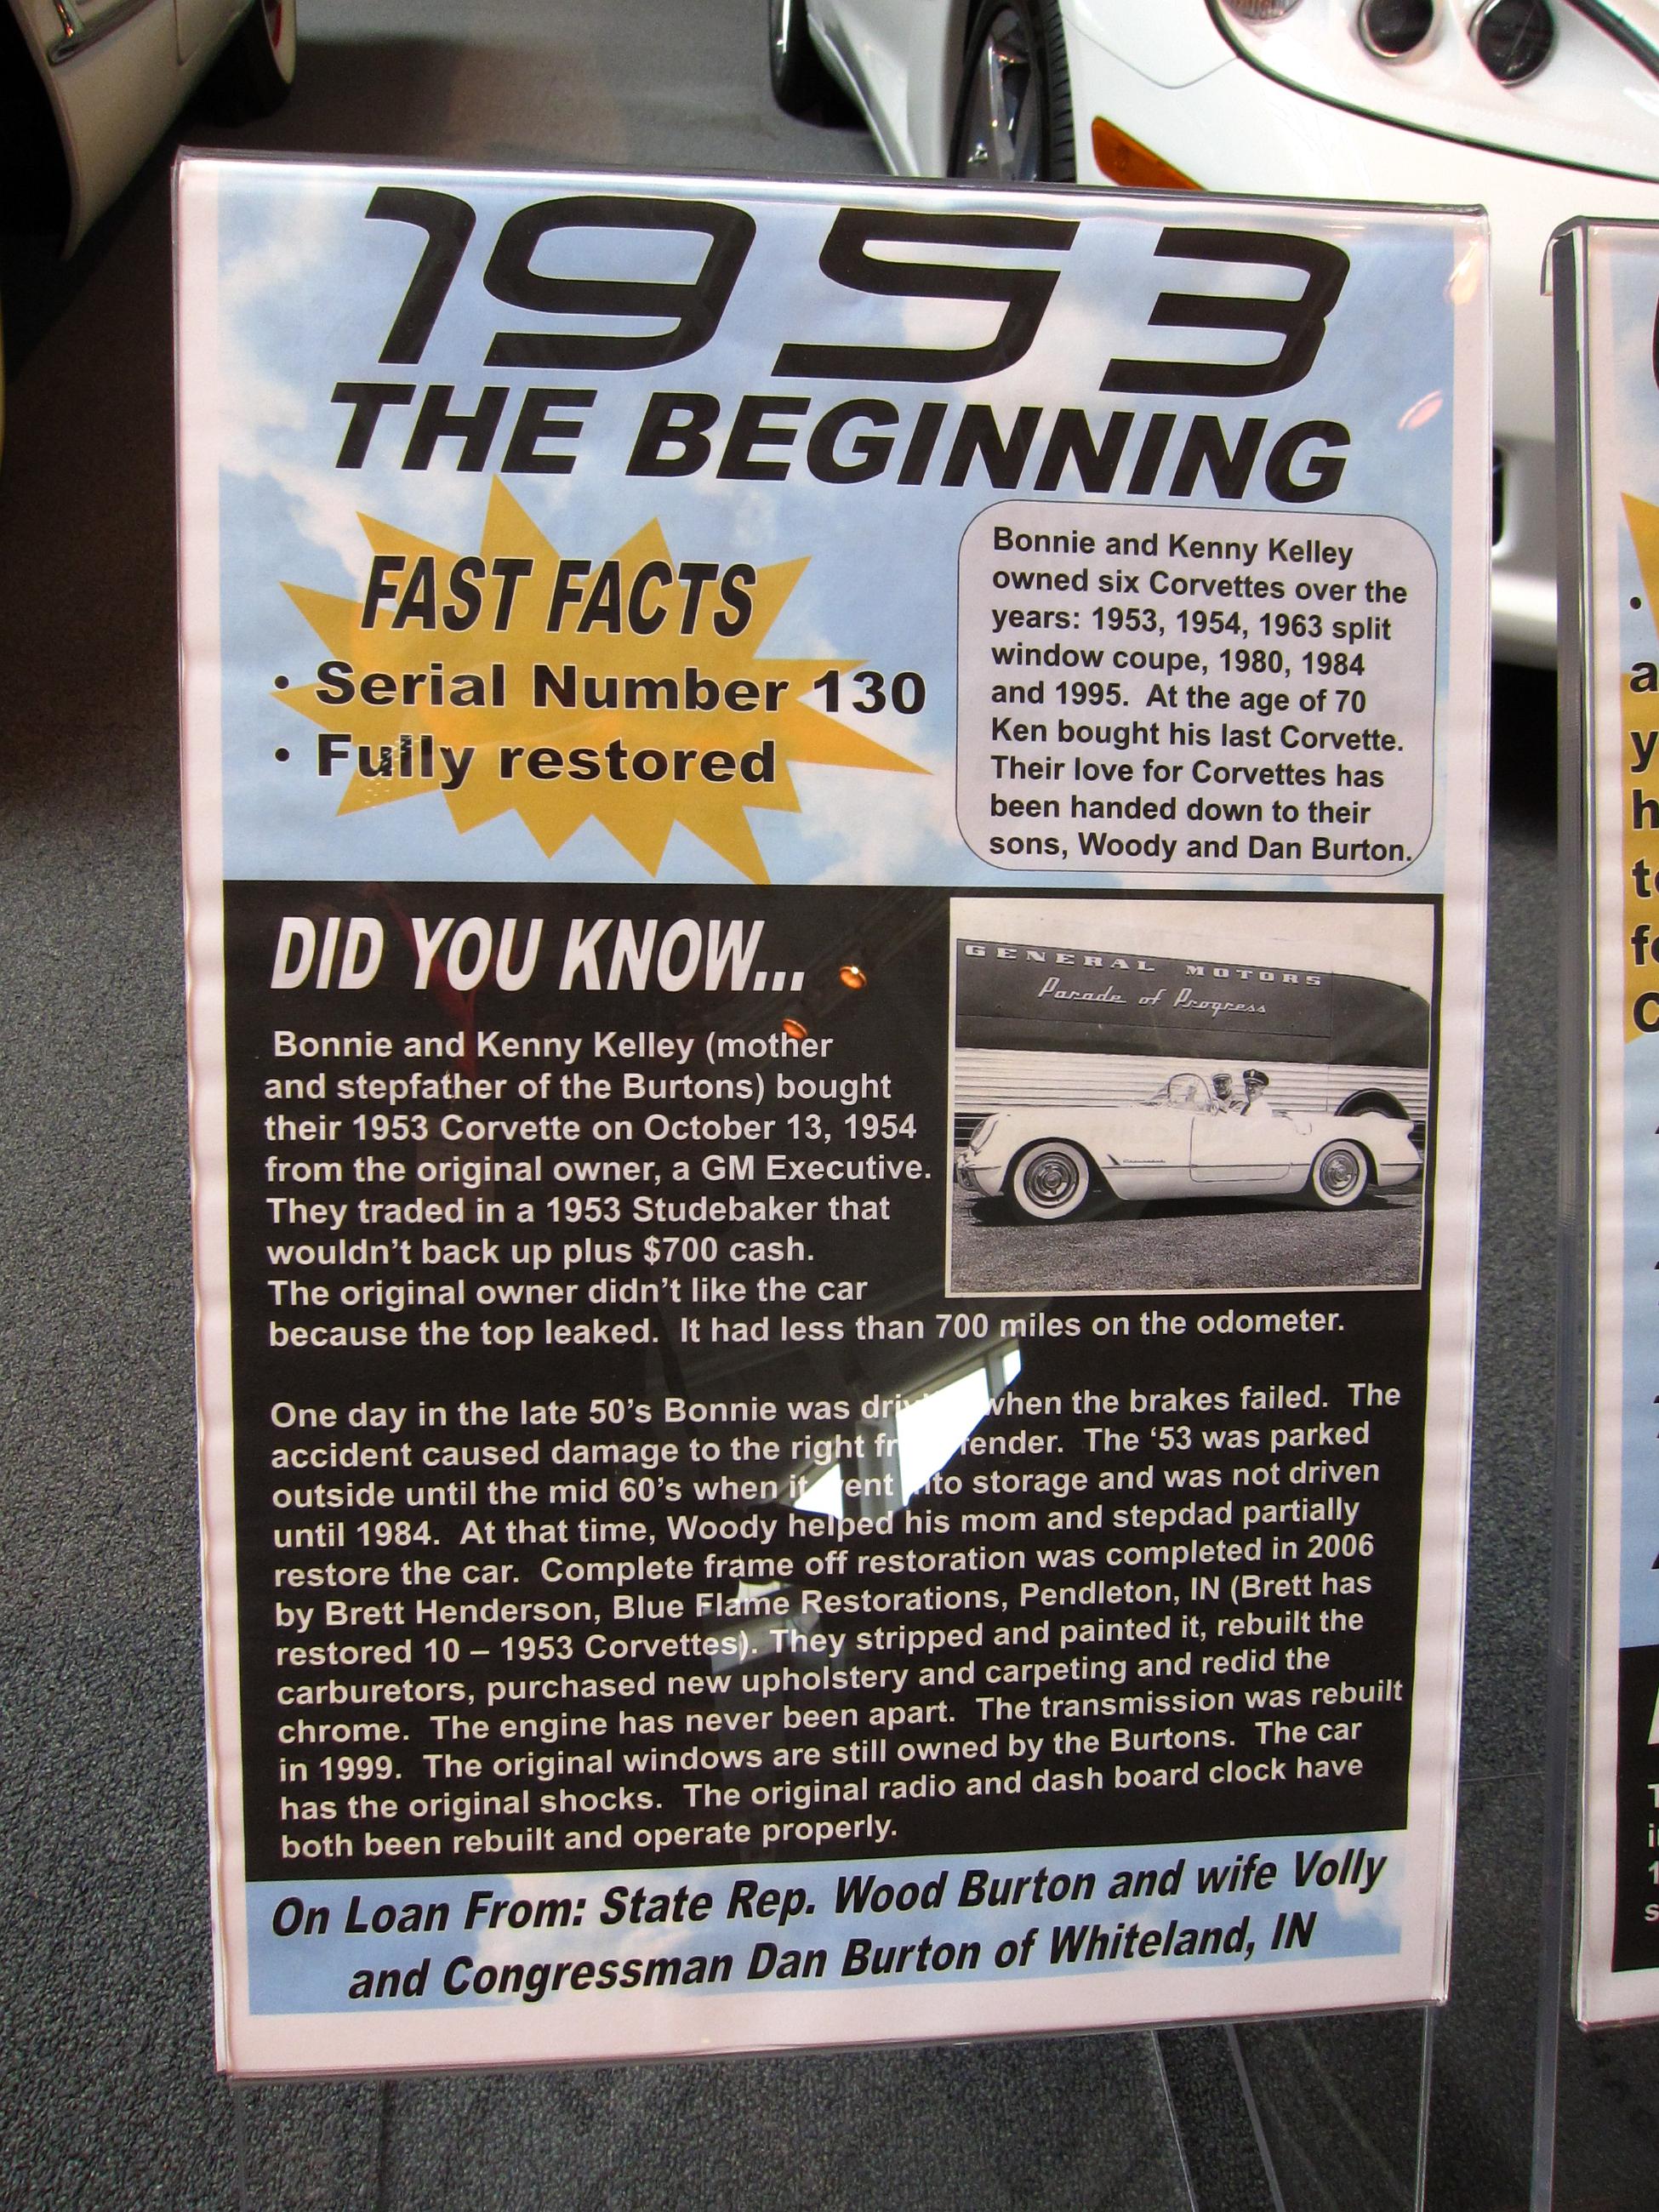 1953
THE BEGINNING
FAST FACTS
• Serial Number 130
• Fully restored
Bonnie and Kenny Kelley
owned six Corvettes over the
years: 1953, 1954, 1963 split
window coupe, 1980, 1984
and 1995. At the age of 70
Ken bought his last Corvette.
Their love for Corvettes has
been handed down to their
sons, Woody and Dan Burton.
DID YOU KNOW...
Bonnie and Kenny Kelley (mother
and stepfather of the Burtons) bought
their 1953 Corvette on October 13, 1954
from the original owner, a GM Executive.
They traded in a 1953 Studebaker that
wouldn't back up plus $700 cash.
The original owner didn't like the car
because the top leaked. It had less than 700 miles on the odometer.
GENERAL MOTORS
Parade of Progress
One day in the late 50's Bonnie was when the brakes failed. The
accident caused damage to the right fender. The '53 was parked
outside until the mid 60's when it went into storage and was not driven
until 1984. At that time, Woody helped his mom and stepdad partially
restore the car. Complete frame off restoration was completed in 2006
by Brett Henderson, Blue Flame Restorations, Pendleton, IN (Brett has
restored 10 – 1953 Corvettes). They stripped and painted it, rebuilt the
carburetors, purchased new upholstery and carpeting and redid the
chrome. The engine has never been apart. The transmission was rebuilt
in 1999. The original windows are still owned by the Burtons. The car
has the original shocks. The original radio and dash board clock have
both been rebuilt and operate properly.
On Loan From: State Rep. Wood Burton and wife Volly
and Congressman Dan Burton of Whiteland, IN